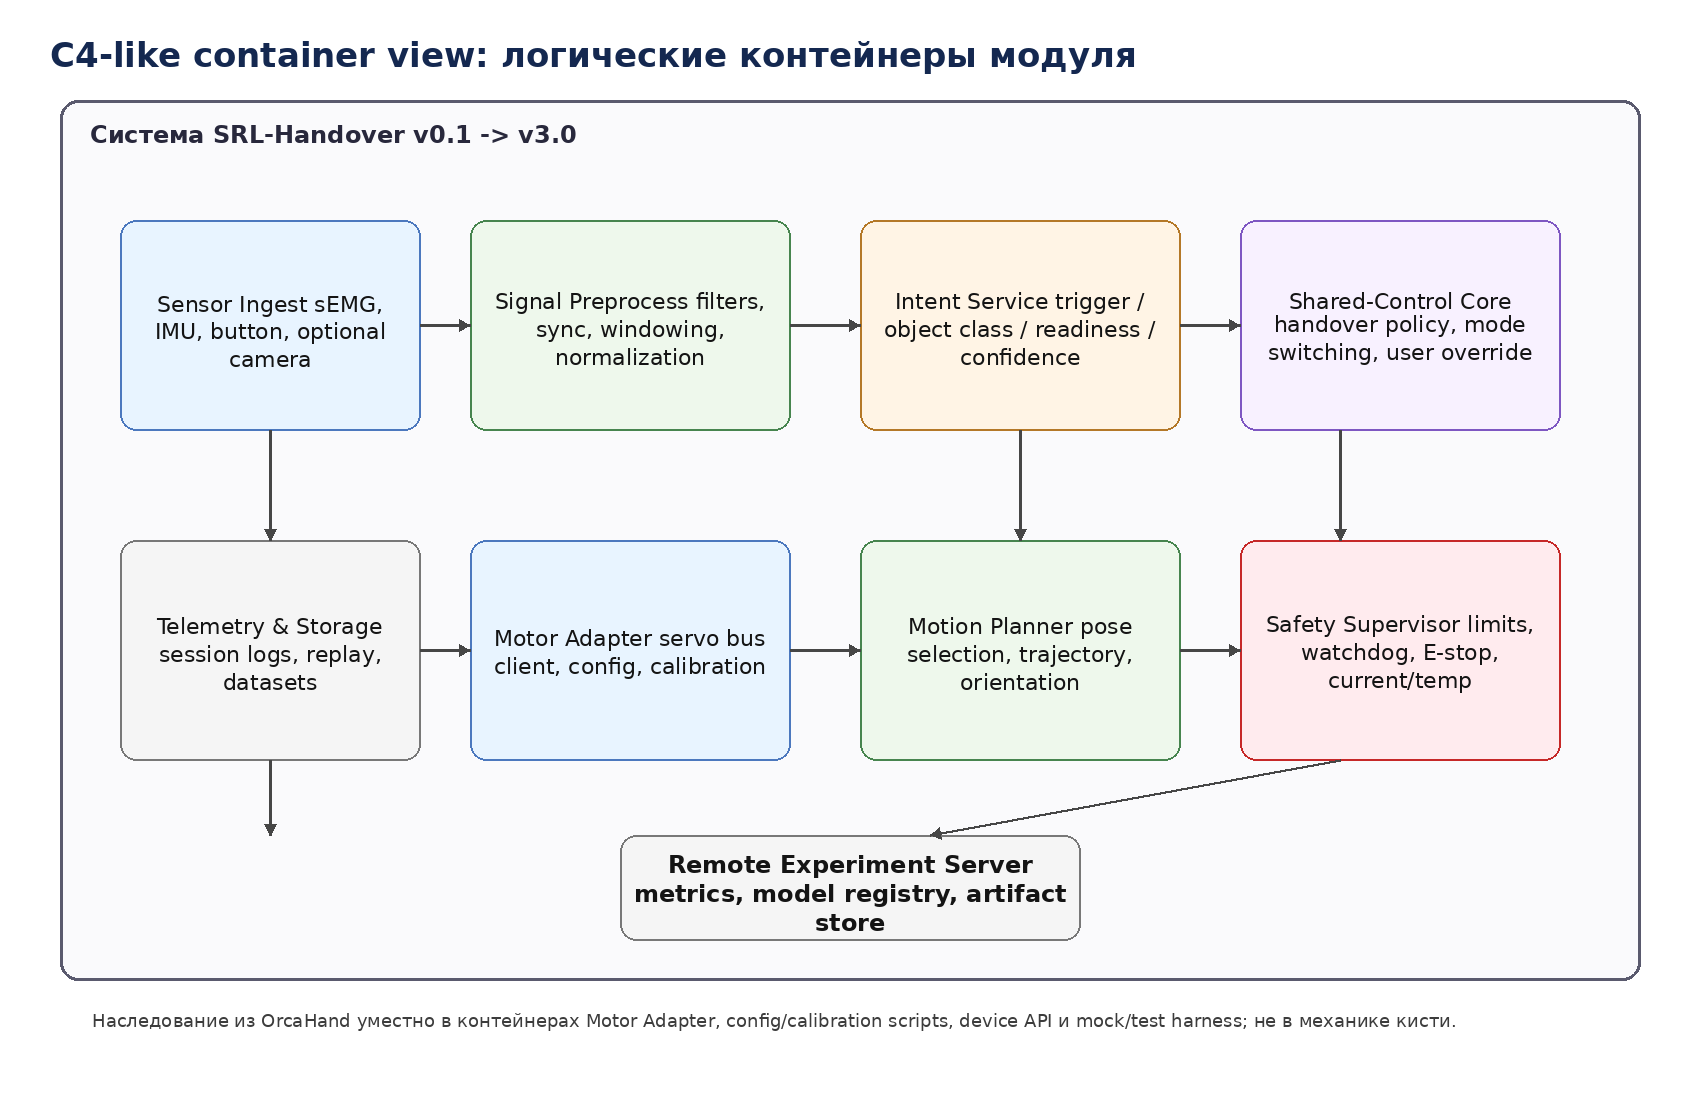 C4-like container view: логические контейнеры модуля
Система SRL-Handover v0.1 -> v3.0
Sensor Ingest sEMG,
IMU, button, optional
camera
Signal Preprocess filters,
sync, windowing,
normalization
Intent Service trigger /
object class / readiness /
confidence
Shared-Control Core
handover policy, mode
switching, user override
Telemetry & Storage
session logs, replay,
datasets
Motor Adapter servo bus
client, config, calibration
Motion Planner pose
selection, trajectory,
orientation
Safety Supervisor limits,
watchdog, E-stop,
current/temp
Remote Experiment Server
metrics, model registry, artifact
store
Наследование из OrcaHand уместно в контейнерах Motor Adapter, config/calibration scripts, device API и mock/test harness; не в механике кисти.